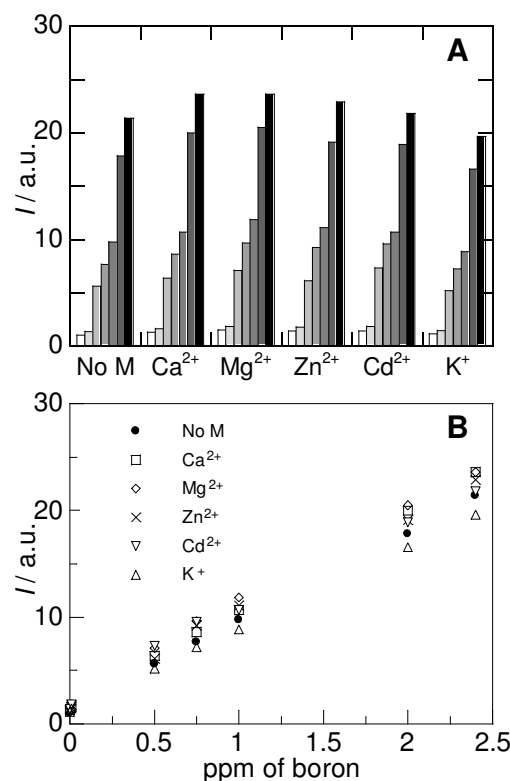 A
30
20
10
0
I / a.u.
No M Ca²⁺ Mg²⁺ Zn²⁺ Cd²⁺ K⁺
B
30
20
10
0
I / a.u.
No M
Ca²⁺
Mg²⁺
Zn²⁺
Cd²⁺
K⁺
0 0.5 1 1.5 2 2.5
ppm of boron